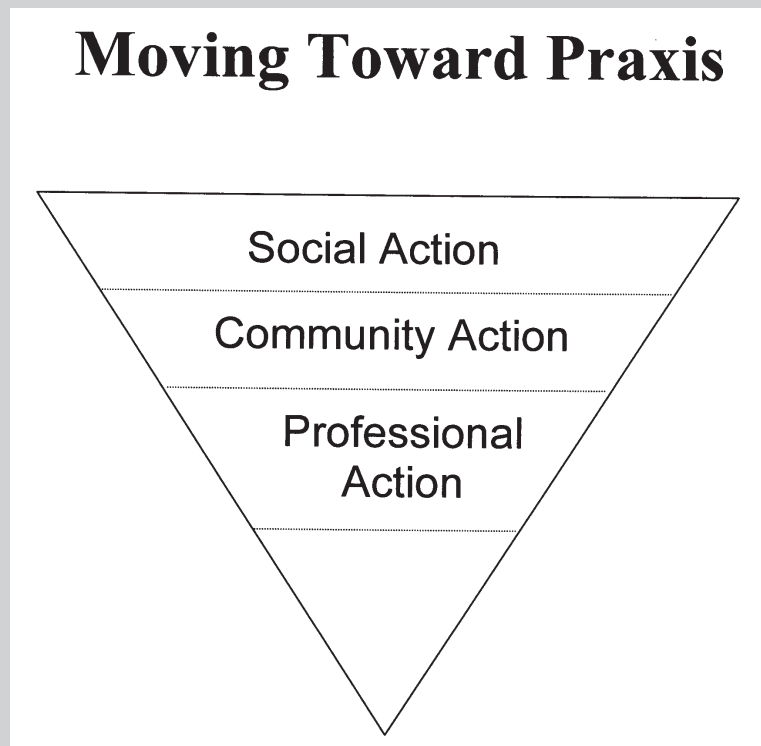 Moving Toward Praxis
Social Action
Community Action
Professional
Action